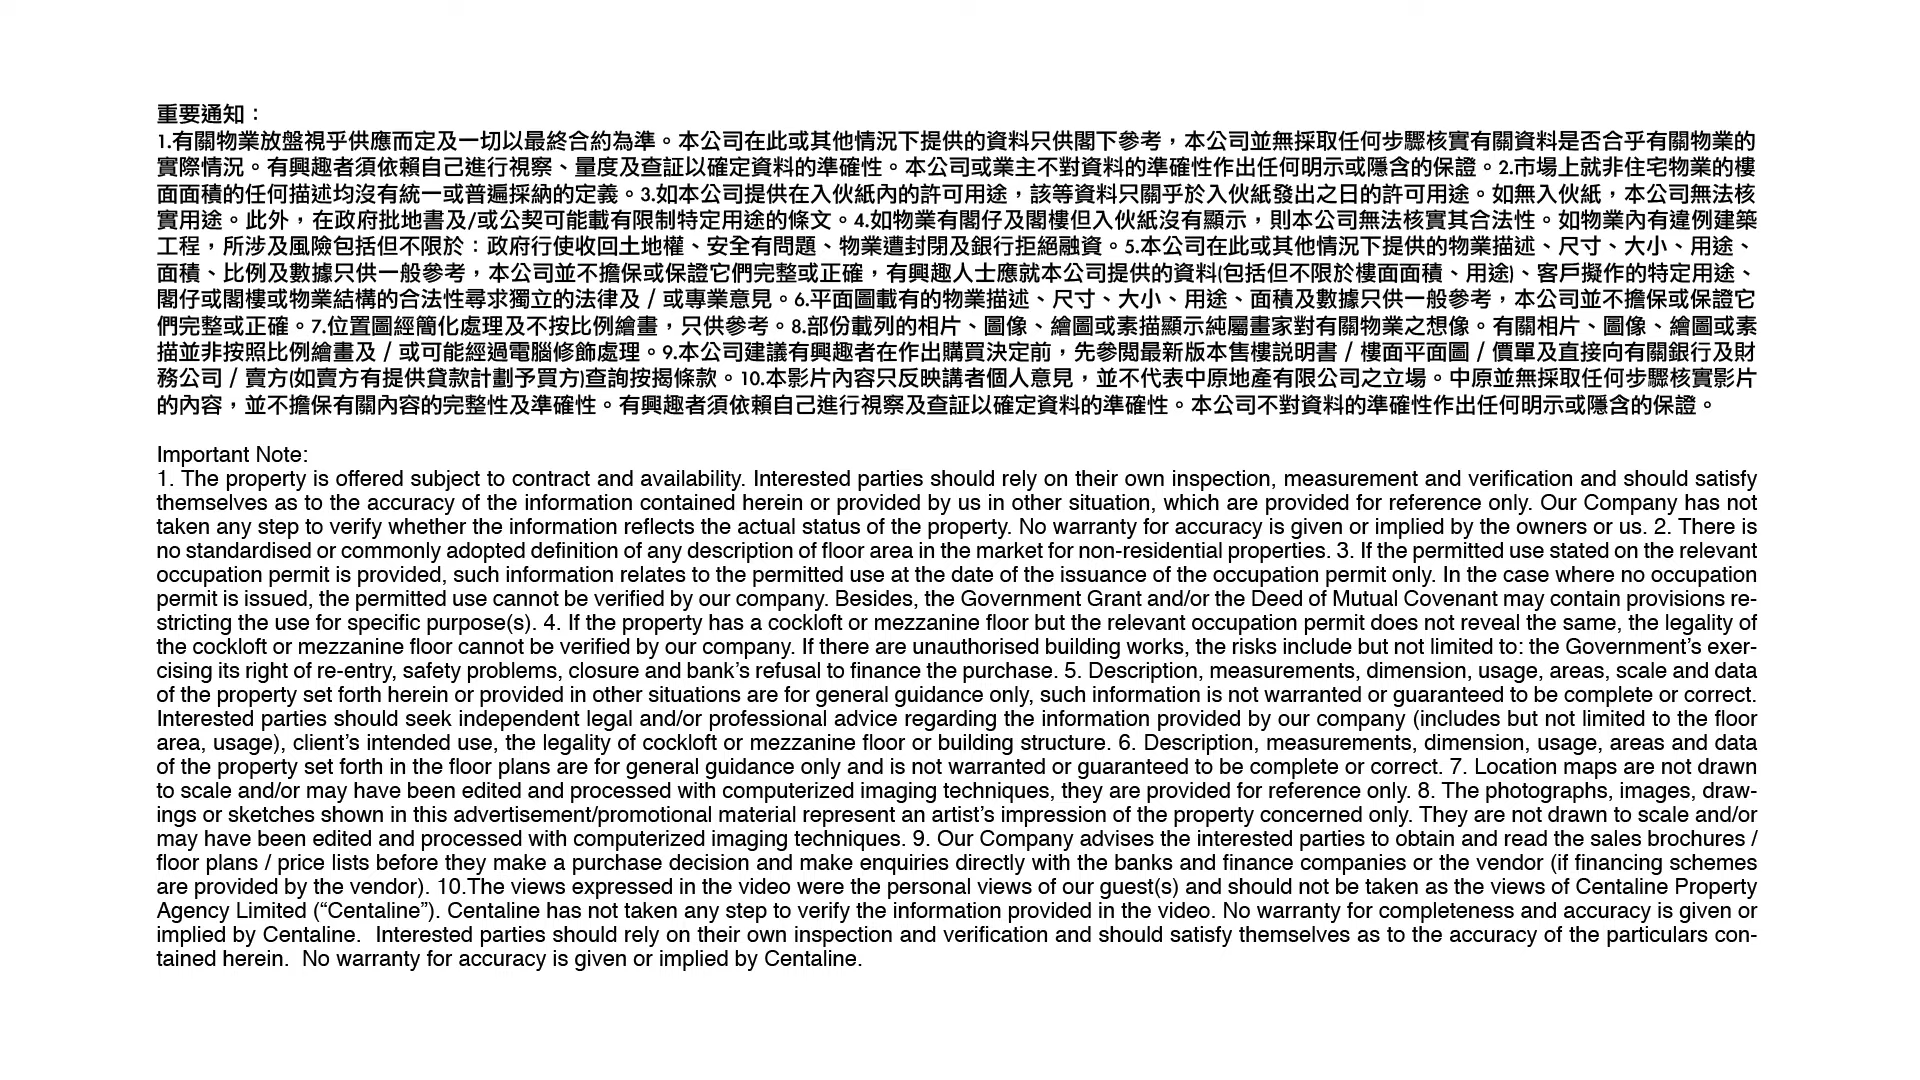 重要通知：
1.有關物業放盤視乎供應而定及一切以最終合約為準。本公司在此或其他情況下提供的資料只供閣下參考，本公司並無採取任何步驟核實有關資料是否合乎有關物業的
實際情況。有興趣者須依賴自己進行視察、量度及查証以確定資料的準確性。本公司或業主不對資料的準確性作出任何明示或隱含的保證。2.市場上就非住宅物業的樓
面面積的任何描述均沒有統一或普遍採納的定義。3.如本公司提供在入伙紙內的許可用途，該等資料只關乎於入伙紙發出之日的許可用途。如無入伙紙，本公司無法核
實用途。此外，在政府批地書及/或公契可能載有限制特定用途的條文。4.如物業有閣仔及閣樓但入伙紙沒有顯示，則本公司無法核實其合法性。如物業內有違例建築
工程，所涉及風險包括但不限於：政府行使收回土地權、安全有問題、物業遭封閉及銀行拒絕融資。5.本公司在此或其他情況下提供的物業描述、尺寸、大小、用途、
面積、比例及數據只供一般參考，本公司並不擔保或保證它們完整或正確，有興趣人士應就本公司提供的資料(包括但不限於樓面面積、用途)、客戶擬作的特定用途、
閣仔或閣樓或物業結構的合法性尋求獨立的法律及 / 或專業意見。6.平面圖載有的物業描述、尺寸、大小、用途、面積及數據只供一般參考，本公司並不擔保或保證它
們完整或正確。7.位置圖經簡化處理及不按比例繪畫，只供參考。8.部份載列的相片、圖像、繪圖或素描顯示純屬畫家對有關物業之想像。有關相片、圖像、繪圖或素
描並非按照比例繪畫及 / 或可能經過電腦修飾處理。9.本公司建議有興趣者在作出購買決定前，先參閱最新版本售樓説明書 / 樓面平面圖 / 價單及直接向有關銀行及財
務公司 / 賣方(如賣方有提供貸款計劃予買方)查詢按揭條款。10.本影片內容只反映講者個人意見，並不代表中原地產有限公司之立場。中原並無採取任何步驟核實影片
的內容，並不擔保有關內容的完整性及準確性。有興趣者須依賴自己進行視察及查証以確定資料的準確性。本公司不對資料的準確性作出任何明示或隱含的保證。
Important Note:
1. The property is offered subject to contract and availability. Interested parties should rely on their own inspection, measurement and verification and should satisfy
themselves as to the accuracy of the information contained herein or provided by us in other situation, which are provided for reference only. Our Company has not
taken any step to verify whether the information reflects the actual status of the property. No warranty for accuracy is given or implied by the owners or us. 2. There is
no standardised or commonly adopted definition of any description of floor area in the market for non-residential properties. 3. If the permitted use stated on the relevant
occupation permit is provided, such information relates to the permitted use at the date of the issuance of the occupation permit only. In the case where no occupation
permit is issued, the permitted use cannot be verified by our company. Besides, the Government Grant and/or the Deed of Mutual Covenant may contain provisions re-
stricting the use for specific purpose(s). 4. If the property has a cockloft or mezzanine floor but the relevant occupation permit does not reveal the same, the legality of
the cockloft or mezzanine floor cannot be verified by our company. If there are unauthorised building works, the risks include but not limited to: the Government’s exer-
cising its right of re-entry, safety problems, closure and bank’s refusal to finance the purchase. 5. Description, measurements, dimension, usage, areas, scale and data
of the property set forth herein or provided in other situations are for general guidance only, such information is not warranted or guaranteed to be complete or correct.
Interested parties should seek independent legal and/or professional advice regarding the information provided by our company (includes but not limited to the floor
area, usage), client’s intended use, the legality of cockloft or mezzanine floor or building structure. 6. Description, measurements, dimension, usage, areas and data
of the property set forth in the floor plans are for general guidance only and is not warranted or guaranteed to be complete or correct. 7. Location maps are not drawn
to scale and/or may have been edited and processed with computerized imaging techniques, they are provided for reference only. 8. The photographs, images, draw-
ings or sketches shown in this advertisement/promotional material represent an artist’s impression of the property concerned only. They are not drawn to scale and/or
may have been edited and processed with computerized imaging techniques. 9. Our Company advises the interested parties to obtain and read the sales brochures /
floor plans / price lists before they make a purchase decision and make enquiries directly with the banks and finance companies or the vendor (if financing schemes
are provided by the vendor). 10.The views expressed in the video were the personal views of our guest(s) and should not be taken as the views of Centaline Property
Agency Limited (“Centaline”). Centaline has not taken any step to verify the information provided in the video. No warranty for completeness and accuracy is given or
implied by Centaline.  Interested parties should rely on their own inspection and verification and should satisfy themselves as to the accuracy of the particulars con-
tained herein.  No warranty for accuracy is given or implied by Centaline.